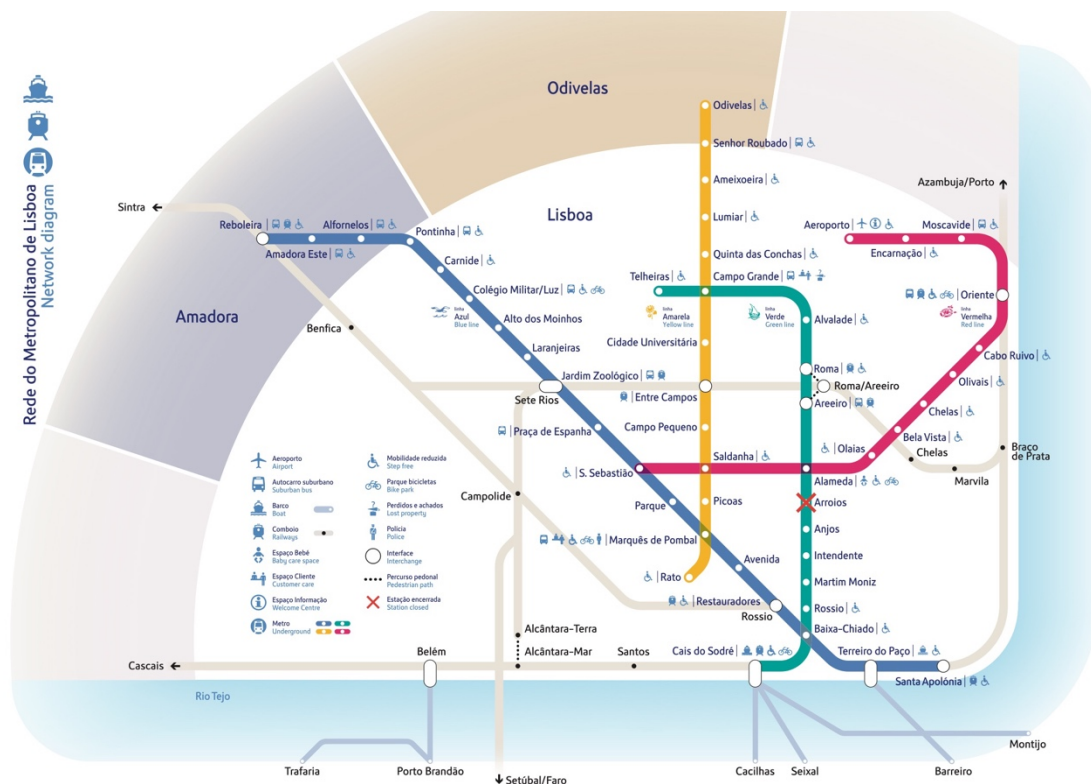 Rede do Metropolitano de Lisboa
Network diagram
Odivelas
Lisboa
Amadora
Sintra
Azambuja/Porto
Odivelas
Senhor Roubado
Ameixoeira
Lumiar
Quinta das Conchas
Telheiras
Campo Grande
Reboleira
Alfornelos
Pontinha
Amadora Este
Carnide
Colégio Militar/Luz
Alto dos Moinhos
Laranjeiras
Jardim Zoológico
Sete Rios
Praça de Espanha
S. Sebastião
Parque
Marquês de Pombal
Avenida
Restauradores
Rossio
Baixa-Chiado
Terreiro do Paço
Santa Apolónia
linha
Azul
Blue line
linha
Amarela
Yellow line
linha
Verde
Green line
linha
Vermelha
Red line
Cidade Universitária
Entre Campos
Campo Pequeno
Saldanha
Picoas
Rato
Alvalade
Roma
Roma/Areeiro
Areeiro
Alameda
Arroios
Anjos
Intendente
Martim Moniz
Rossio
Cais do Sodré
Aeroporto
Moscavide
Encarnação
Oriente
Cabo Ruivo
Olivais
Chelas
Bela Vista
Olaias
Chelas
Marvila
Braço
de Prata
Benfica
Campolide
Alcântara-Terra
Alcântara-Mar
Santos
Belém
Cascais
Rio Tejo
Trafaria
Porto Brandão
Setúbal/Faro
Cacilhas
Seixal
Barreiro
Montijo
Aeroporto
Airport
Autocarro suburbano
Suburban bus
Barco
Boat
Comboio
Railways
Espaço Bebé
Baby care space
Espaço Cliente
Customer care
Espaço Informação
Welcome Centre
Metro
Underground
Mobilidade reduzida
Step free
Parque bicicletas
Bike park
Perdidos e achados
Lost property
Polícia
Police
Interface
Interchange
Percurso pedonal
Pedestrian path
Estação encerrada
Station closed